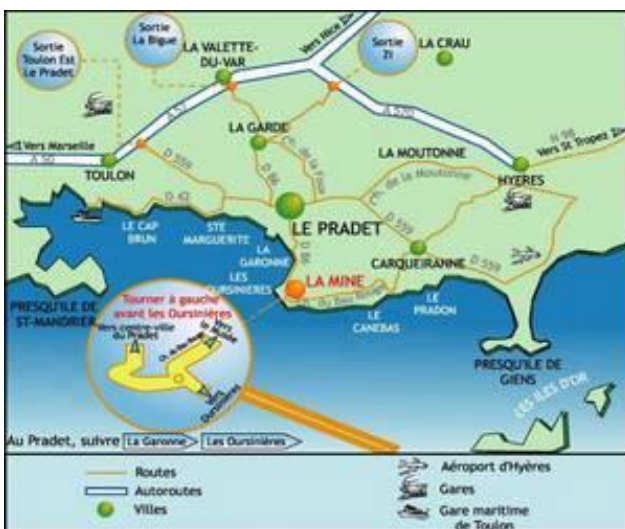 Sortie
Toulon Est
Le Pradet
Sortie
La Bigue
LA VALETTE-
DU-VAR
Vers Nice
LA CRAU
Sortie
ZI
Vers Marseille
A 50
A 57
A 570
TOULON
LA GARDE
D 559
D 86
Ch. de la Foux
LA MOUTONNE
Ch. de la Moutonne
N 98
Vers St Tropez
HYERES
D 42
LE CAP
BRUN
STE
MARGUERITE
LE PRADET
D 86
D 559
CARQUEIRANNE
D 559
LA
GARONNE
LES
OURSINIERES
LA MINE
LE
CANEBAS
LE
PRADON
PRESQU'ILE DE
ST-MANDRIER
Tourner à gauche
avant les Oursinières
Vers centre-ville
du Pradet
Vers
Oursinières
PRESQU'ILE DE
GIENS
LES ILES D'OR
Au Pradet, suivre
La Garonne
Les Oursinières
Routes
Autoroutes
Villes
Aéroport d'Hyères
Gares
Gare maritime
de Toulon